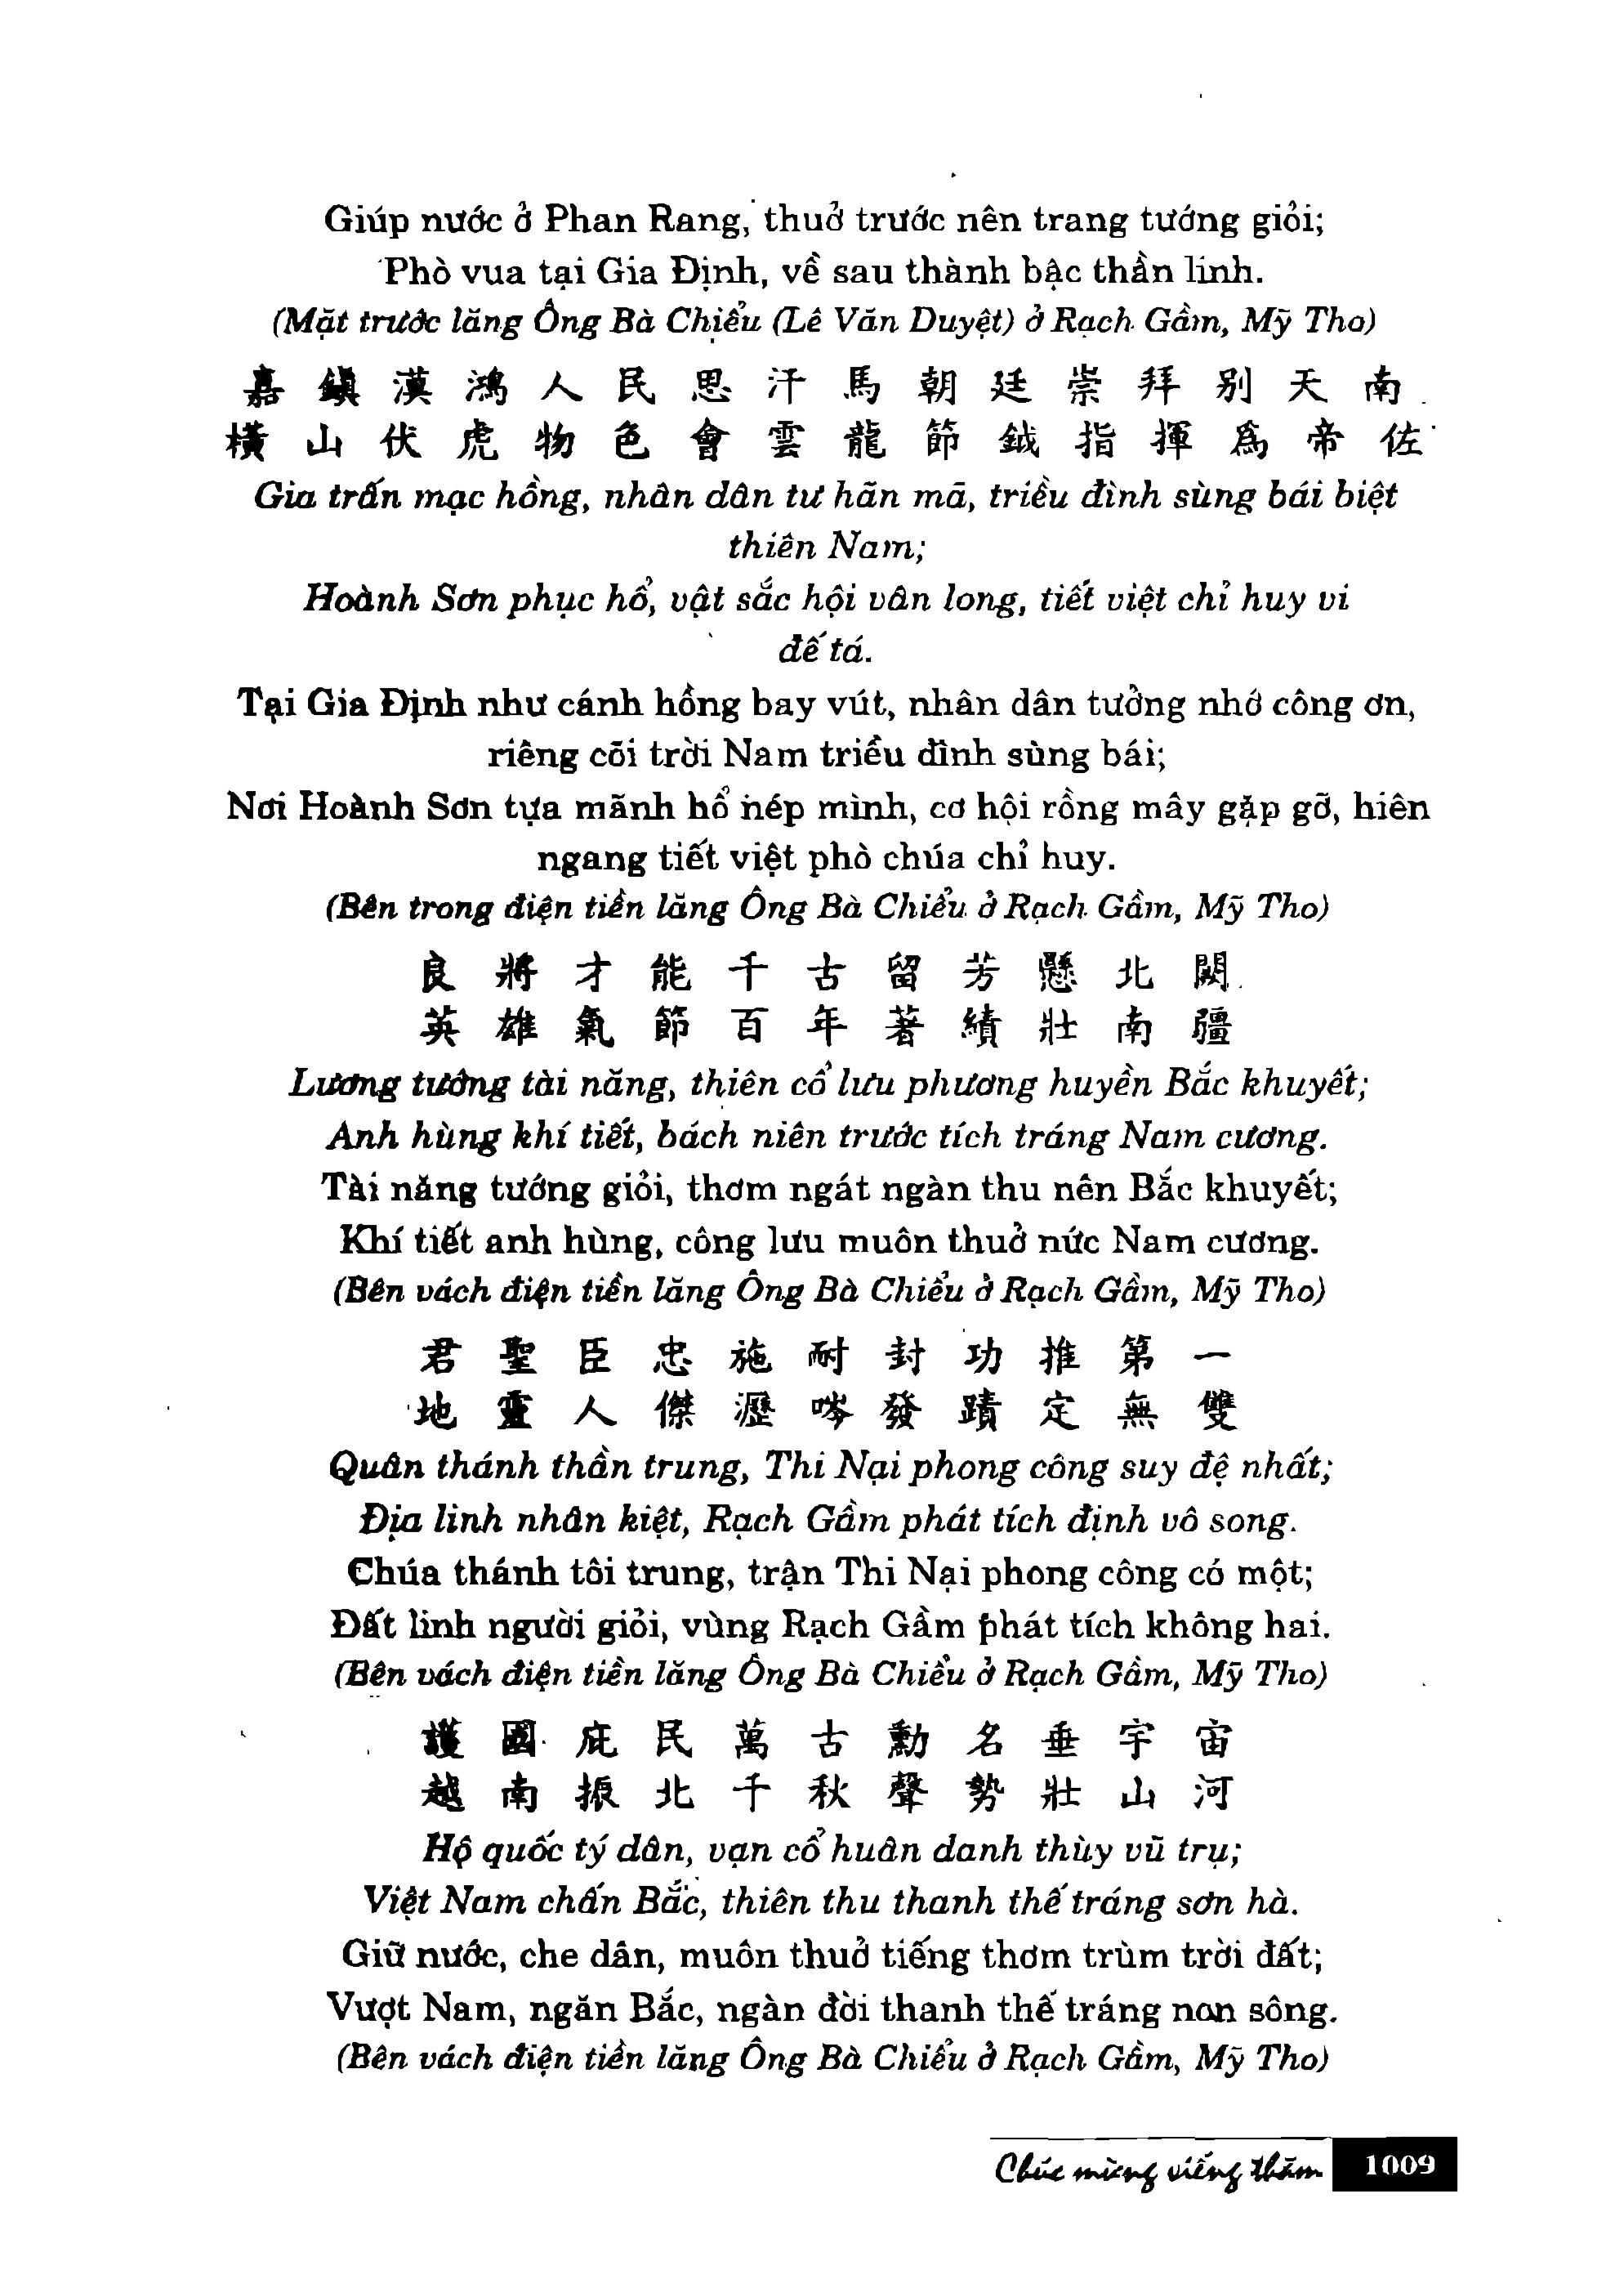 Giúp nước ở Phan Rang, thuở trước nên trang tướng giỏi;
Phò vua tại Gia Định, về sau thành bậc thần linh.
(Mặt trước lăng Ông Bà Chiểu (Lê Văn Duyệt) ở Rạch Gầm, Mỹ Tho)
嘉鎮漠鴻人民思汗馬朝廷崇拜別天南
橫山伏虎物色會雲龍節鉞指揮爲帝佐
Gia trấn mạc hồng, nhân dân tư hãn mã, triều đình sùng bái biệt
thiên Nam;
Hoành Sơn phục hổ, vật sắc hội vân long, tiết việt chỉ huy vi
đế tá.
Tại Gia Định như cánh hồng bay vút, nhân dân tưởng nhớ công ơn,
riêng cõi trời Nam triều đình sùng bái;
Nơi Hoành Sơn tựa mãnh hổ nép mình, cơ hội rồng mây gặp gỡ, hiên
ngang tiết việt phò chúa chỉ huy.
(Bên trong điện tiền lăng Ông Bà Chiểu ở Rạch Gầm, Mỹ Tho)
良將才能千古留芳懸北闕
英雄氣節百年著績壯南疆
Lương tướng tài năng, thiên cổ lưu phương huyền Bắc khuyết;
Anh hùng khí tiết, bách niên trước tích tráng Nam cương.
Tài năng tướng giỏi, thơm ngát ngàn thu nên Bắc khuyết;
Khí tiết anh hùng, công lưu muôn thuở nức Nam cương.
(Bên vách điện tiền lăng Ông Bà Chiểu ở Rạch Gầm, Mỹ Tho)
君聖臣忠施耐封功推第一
地靈人傑瀝唥發蹟定無雙
Quân thánh thần trung, Thi Nại phong công suy đệ nhất;
Địa linh nhân kiệt, Rạch Gầm phát tích định vô song.
Chúa thánh tôi trung, trận Thi Nại phong công có một;
Đất linh người giỏi, vùng Rạch Gầm phát tích không hai.
(Bên vách điện tiền lăng Ông Bà Chiểu ở Rạch Gầm, Mỹ Tho)
護國庇民萬古勳名垂宇宙
越南振北千秋聲勢壯山河
Hộ quốc tý dân, vạn cổ huân danh thùy vũ trụ;
Việt Nam chấn Bắc, thiên thu thanh thế tráng sơn hà.
Giữ nước, che dân, muôn thuở tiếng thơm trùm trời đất;
Vượt Nam, ngăn Bắc, ngàn đời thanh thế tráng non sông.
(Bên vách điện tiền lăng Ông Bà Chiểu ở Rạch Gầm, Mỹ Tho)
Chúc mừng viếng thăm 1009